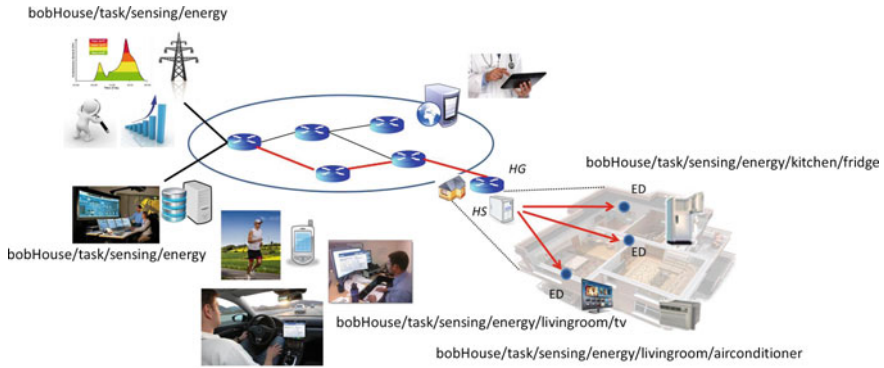 bobHouse/task/sensing/energy
HG
bobHouse/task/sensing/energy/kitchen/fridge
ED
HS
ED
bobHouse/task/sensing/energy
ED
bobHouse/task/sensing/energy/livingroom/tv
bobHouse/task/sensing/energy/livingroom/airconditioner